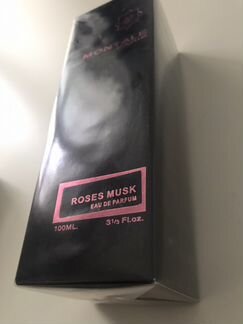 MONTALE
ROSES MUSK
EAU DE PARFUM
100ML. 3⅓ Fl.oz.